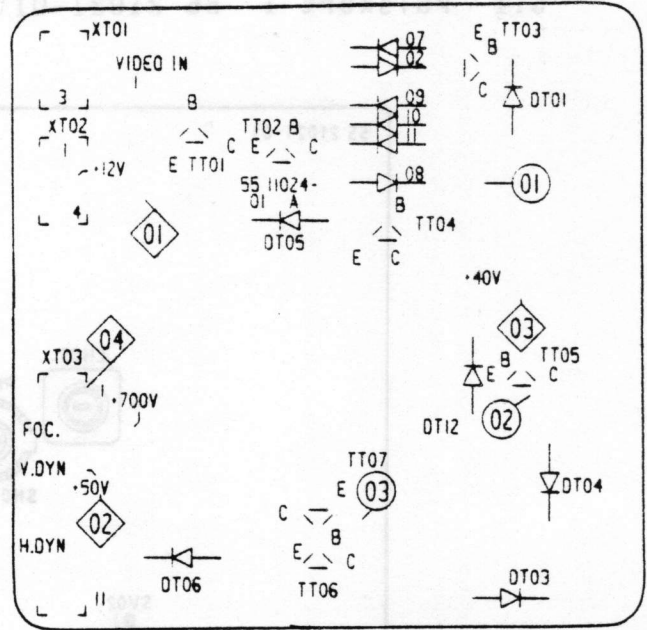 XT01
VIDEO IN
3
XT02
1
+12V
4
B
E TT01 C
TT02 B
E C
55 11024-
01 A
DT05
07
02
09
10
11
08
E B TT03
C
DT01
01
B
TT04
E C
+40V
01
03
04
XT03
1
+700V
E B TT05
C
DT12
02
FOC.
V.DYN
+50V
02
H.DYN
11
TT07
E 03
C
B
E C
TT06
DT06
DT04
DT03